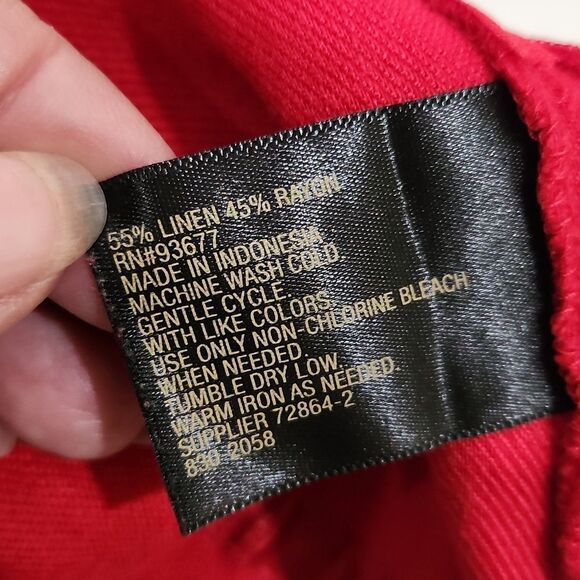 55% LINEN 45% RAYON
RN#93677
MADE IN INDONESIA
MACHINE WASH COLD.
GENTLE CYCLE
WITH LIKE COLORS.
USE ONLY NON-CHLORINE BLEACH
WHEN NEEDED.
TUMBLE DRY LOW.
WARM IRON AS NEEDED.
SUPPLIER 72864-2
830-2058